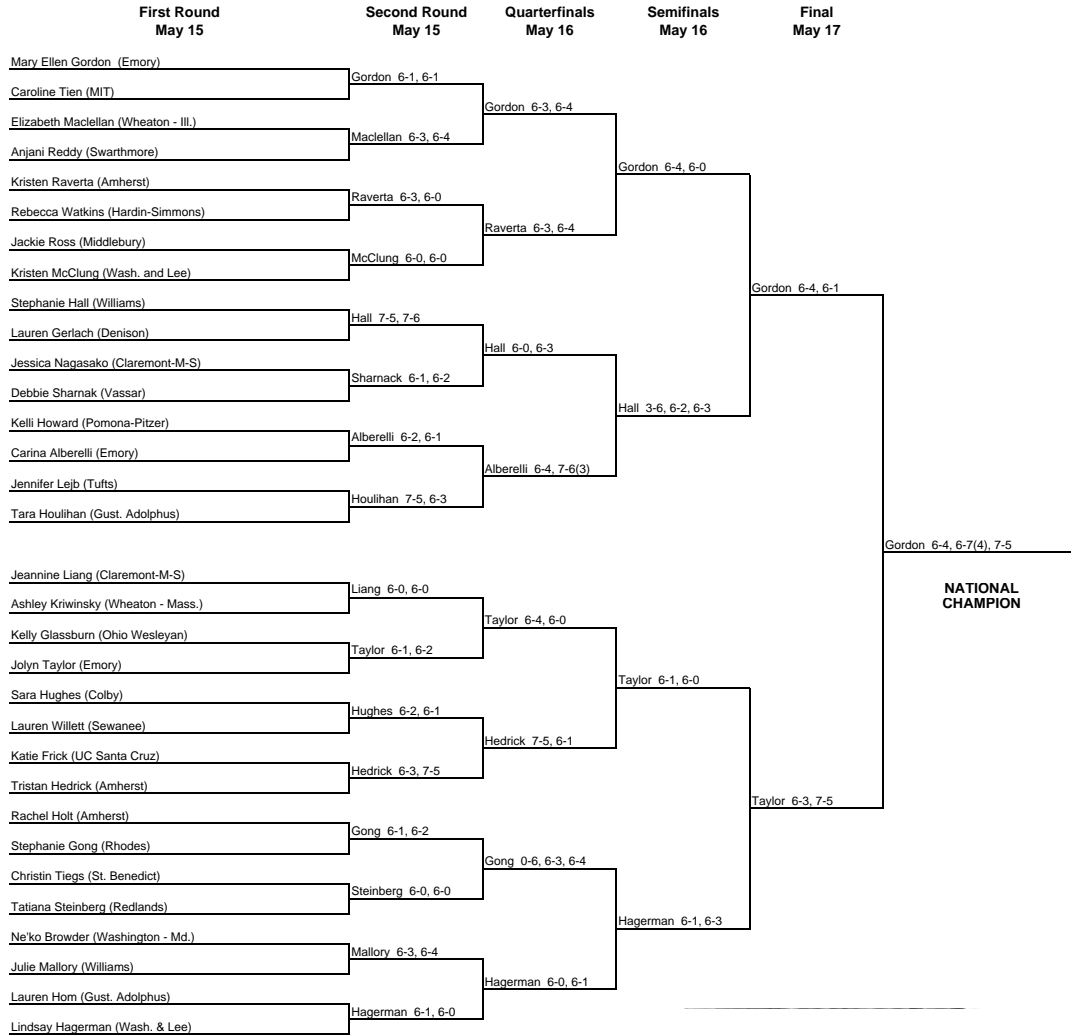 First Round
May 15
Second Round
May 15
Quarterfinals
May 16
Semifinals
May 16
Final
May 17
Mary Ellen Gordon (Emory)
Gordon 6-1, 6-1
Caroline Tien (MIT)
Gordon 6-3, 6-4
Elizabeth Maclellan (Wheaton - Ill.)
Maclellan 6-3, 6-4
Anjani Reddy (Swarthmore)
Gordon 6-4, 6-0
Kristen Raverta (Amherst)
Raverta 6-3, 6-0
Rebecca Watkins (Hardin-Simmons)
Raverta 6-3, 6-4
Jackie Ross (Middlebury)
McClung 6-0, 6-0
Kristen McClung (Wash. and Lee)
Gordon 6-4, 6-1
Stephanie Hall (Williams)
Hall 7-5, 7-6
Lauren Gerlach (Denison)
Hall 6-0, 6-3
Jessica Nagasako (Claremont-M-S)
Sharnack 6-1, 6-2
Debbie Sharnak (Vassar)
Hall 3-6, 6-2, 6-3
Kelli Howard (Pomona-Pitzer)
Alberelli 6-2, 6-1
Carina Alberelli (Emory)
Alberelli 6-4, 7-6(3)
Jennifer Lejb (Tufts)
Houlihan 7-5, 6-3
Tara Houlihan (Gust. Adolphus)
Gordon 6-4, 6-7(4), 7-5
Jeannine Liang (Claremont-M-S)
Liang 6-0, 6-0
NATIONAL
CHAMPION
Ashley Kriwinsky (Wheaton - Mass.)
Taylor 6-4, 6-0
Kelly Glassburn (Ohio Wesleyan)
Taylor 6-1, 6-2
Jolyn Taylor (Emory)
Taylor 6-1, 6-0
Sara Hughes (Colby)
Hughes 6-2, 6-1
Lauren Willett (Sewanee)
Hedrick 7-5, 6-1
Katie Frick (UC Santa Cruz)
Hedrick 6-3, 7-5
Tristan Hedrick (Amherst)
Taylor 6-3, 7-5
Rachel Holt (Amherst)
Gong 6-1, 6-2
Stephanie Gong (Rhodes)
Gong 0-6, 6-3, 6-4
Christin Tiegs (St. Benedict)
Steinberg 6-0, 6-0
Tatiana Steinberg (Redlands)
Hagerman 6-1, 6-3
Ne'ko Browder (Washington - Md.)
Mallory 6-3, 6-4
Julie Mallory (Williams)
Hagerman 6-0, 6-1
Lauren Hom (Gust. Adolphus)
Hagerman 6-1, 6-0
Lindsay Hagerman (Wash. & Lee)